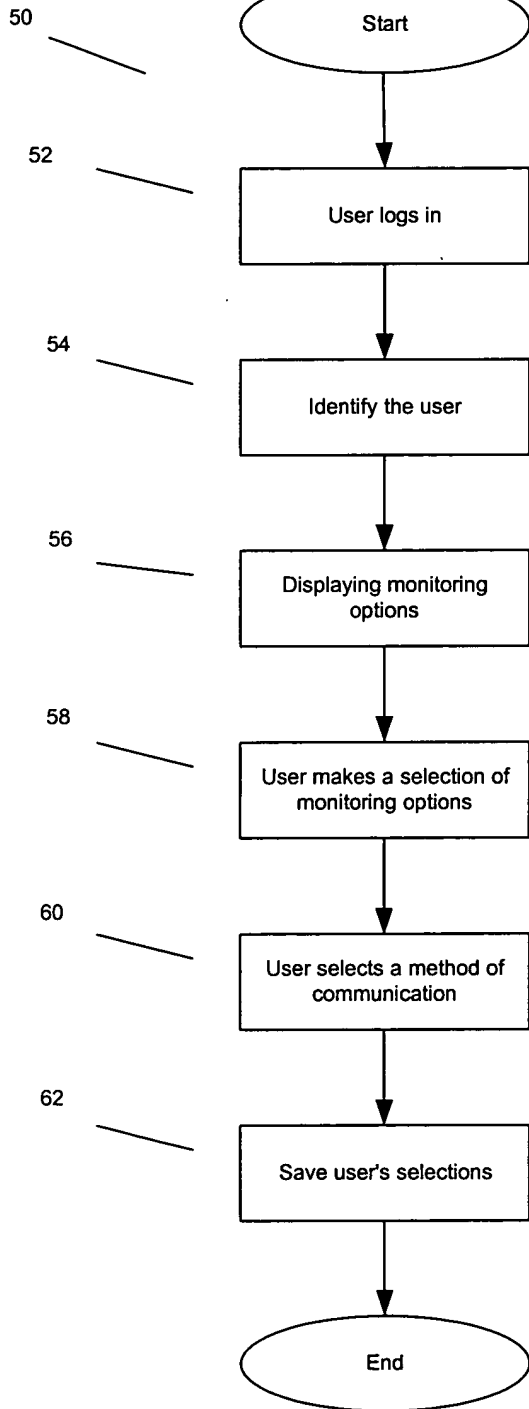 50
Start
52
User logs in
54
Identify the user
56
Displaying monitoring
options
58
User makes a selection of
monitoring options
60
User selects a method of
communication
62
Save user's selections
End